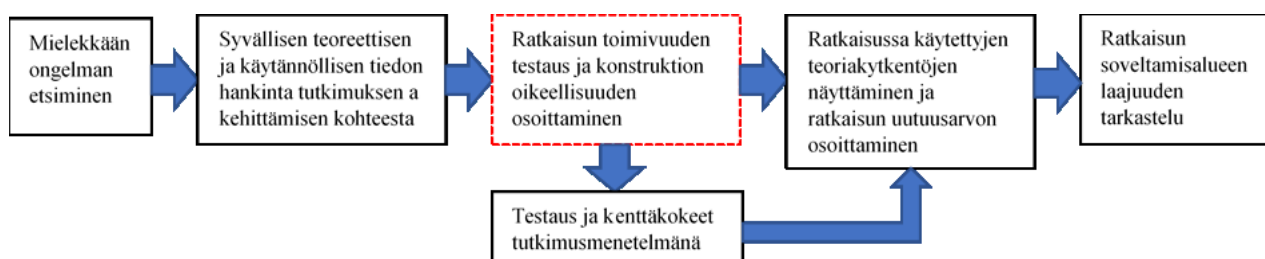 Mielekkään
ongelman
etsiminen
Syvällisen teoreettisen
ja käytännöllisen tiedon
hankinta tutkimuksen a
kehittämisen kohteesta
Ratkaisun toimivuuden
testaus ja konstruktion
oikeellisuuden
osoittaminen
Ratkaisussa käytettyjen
teoriakytkentöjen
näyttäminen ja
ratkaisun uutuusarvon
osoittaminen
Ratkaisun
soveltamisalueen
laajuuden
tarkastelu
Testaus ja kenttäkokeet
tutkimusmenetelmänä